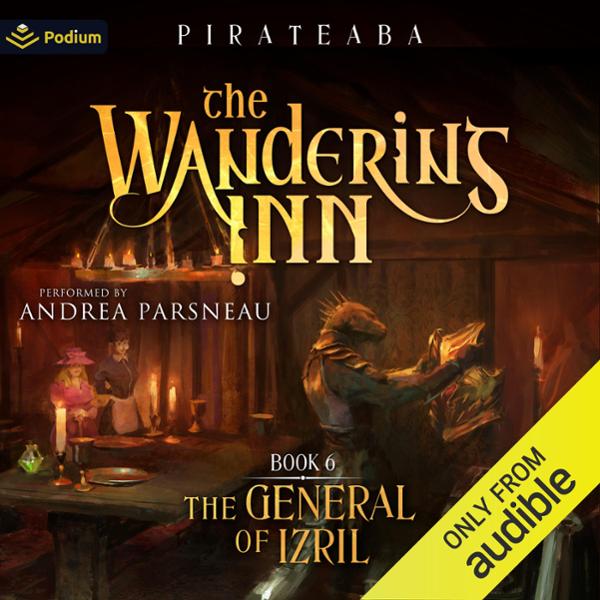 Podium
PIRATEABA
the
WANDERING
INN
PERFORMED BY
ANDREA PARSNEAU
BOOK 6
THE GENERAL
OF IZRIL
ONLY FROM
audible